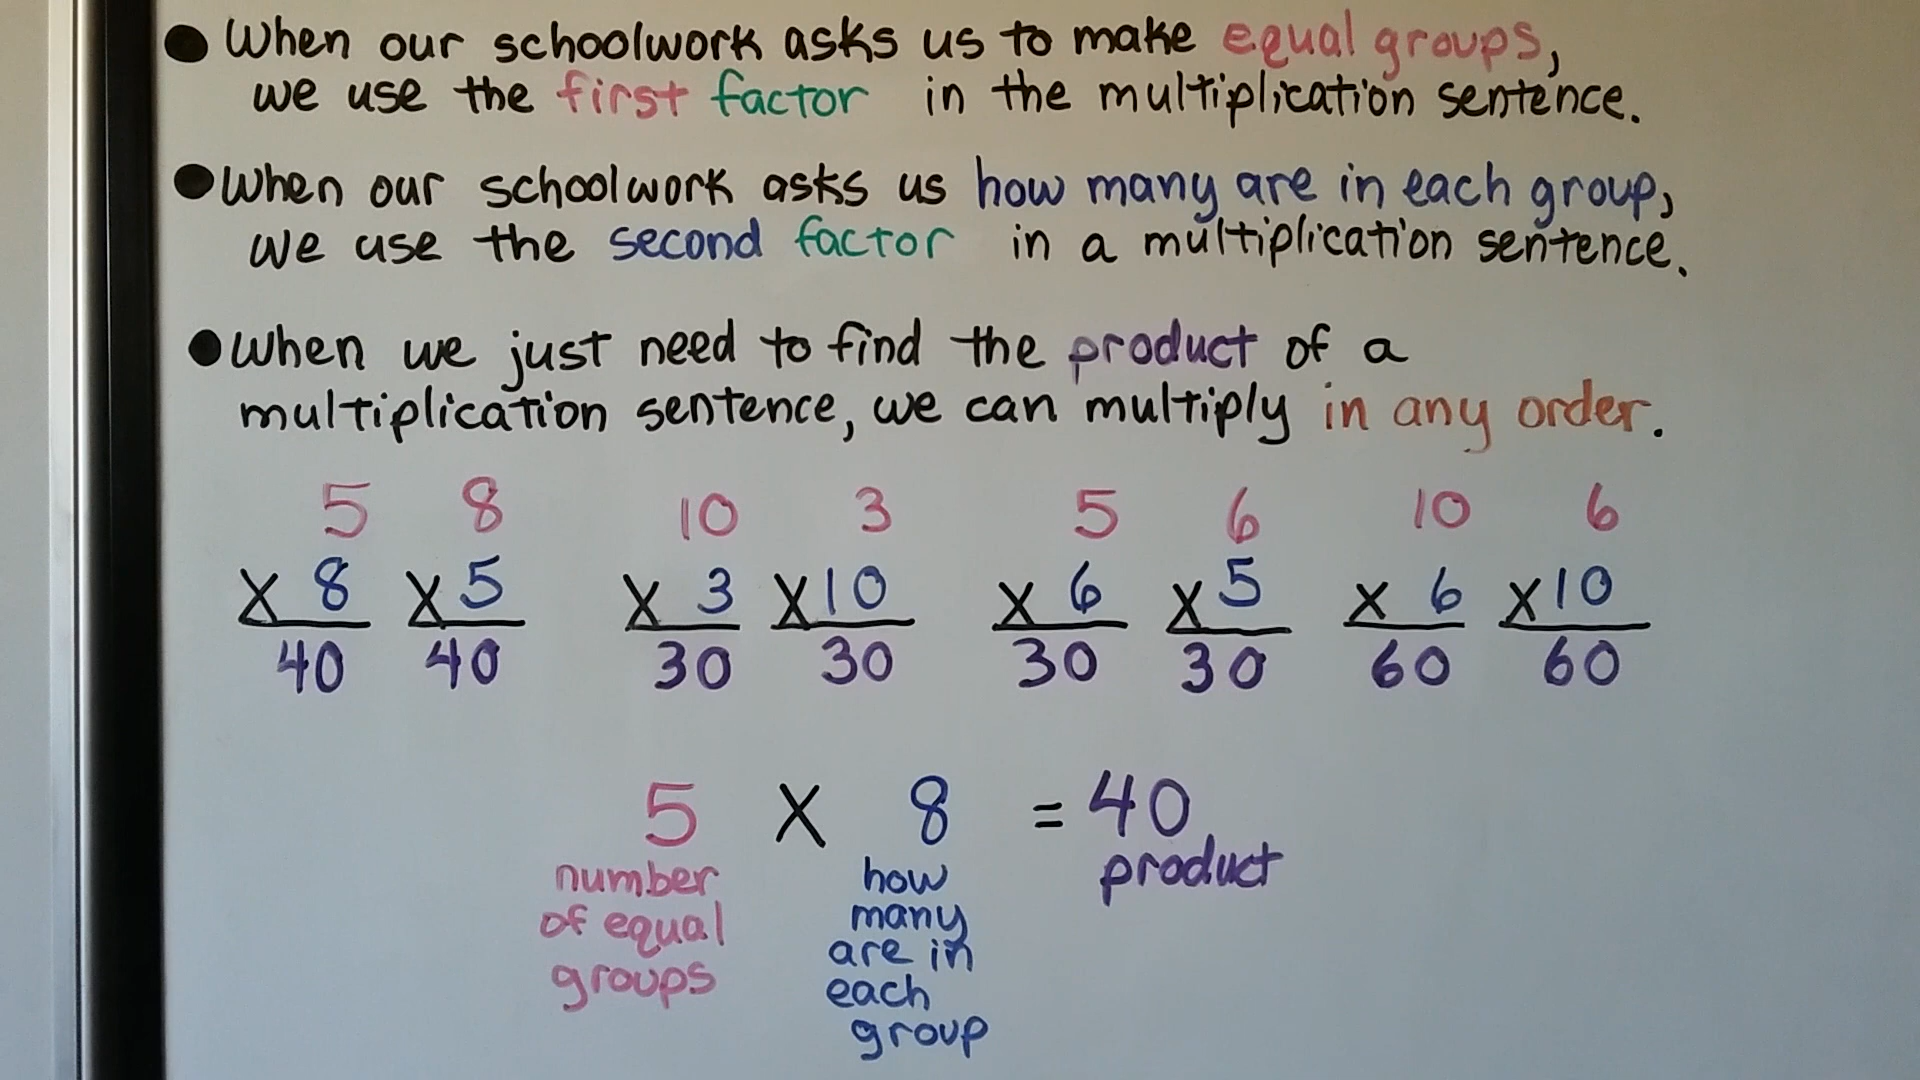 ● When our schoolwork asks us to make equal groups,
we use the first factor in the multiplication sentence.
● When our schoolwork asks us how many are in each group,
we use the second factor in a multiplication sentence.
● When we just need to find the product of a
multiplication sentence, we can multiply in any order.
5 8 10 3 5 6 10 6
X 8 X 5 X 3 X 10 X 6 X 5 X 6 X 10
40 40 30 30 30 30 60 60
5 X 8 = 40
product
number
of equal
groups
how
many
are in
each
group